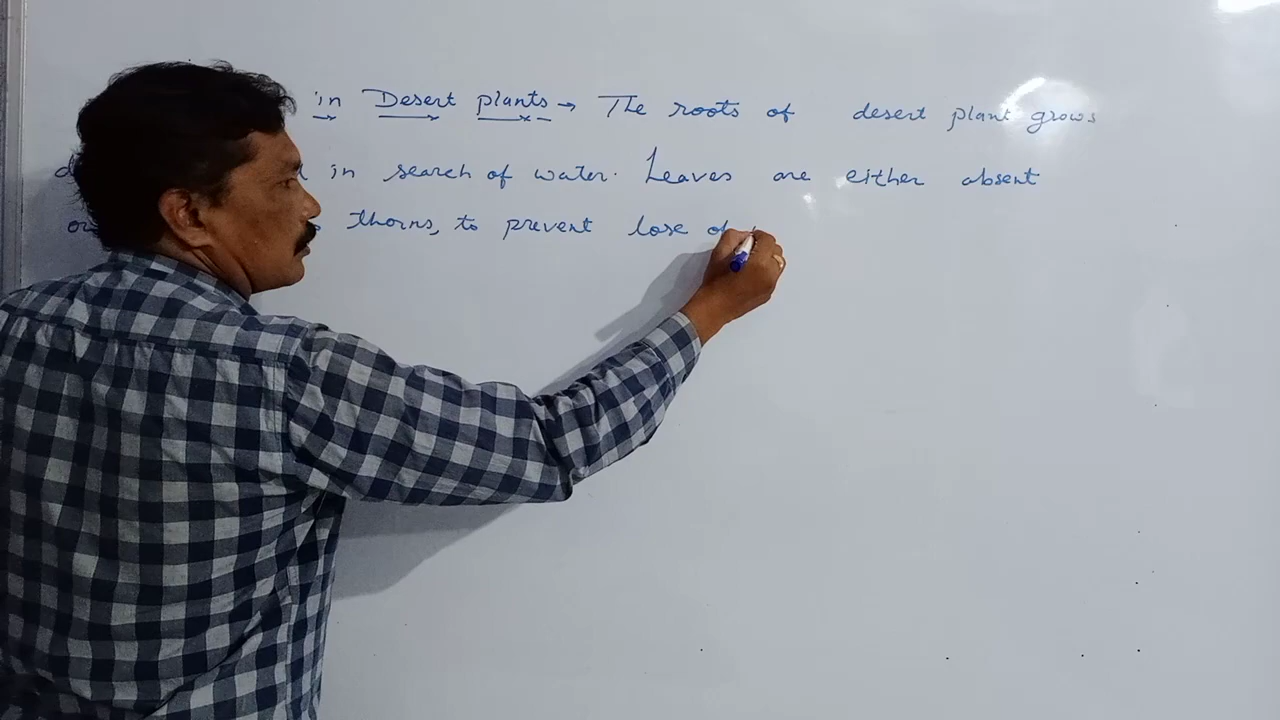 in Desert plants → The roots of desert plant grows
in search of water. Leaves are either absent
thorns, to prevent lose of